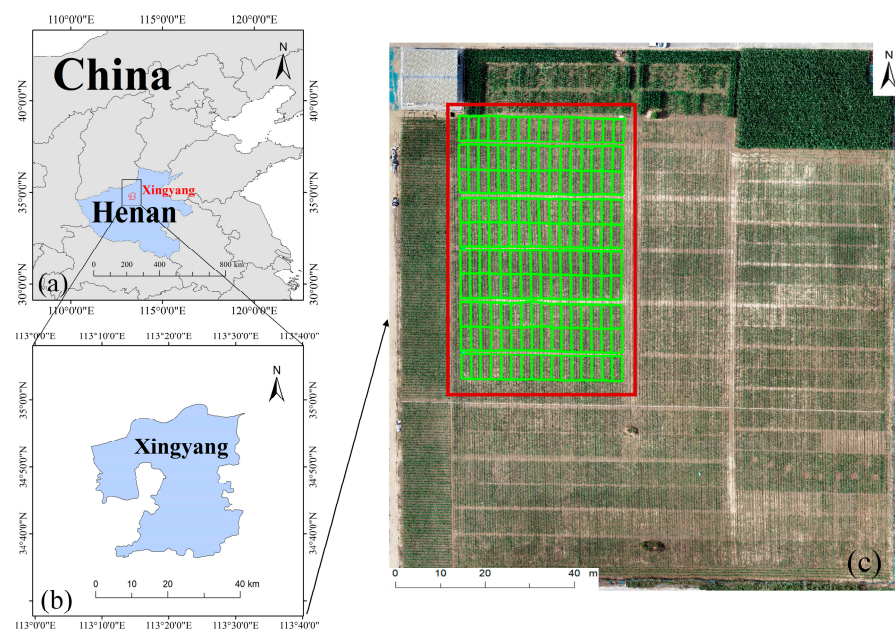 110°0'0"E 115°0'0"E 120°0'0"E
China
N
40°0'0"N
40°0'0"N
35°0'0"N
35°0'0"N
Xingyang
Henan
0 200 400 800 km
(a)
30°0'0"N
30°0'0"N
110°0'0"E 115°0'0"E 120°0'0"E
113°0'0"E 113°10'0"E 113°20'0"E 113°30'0"E 113°40'0"E
N
35°0'0"N
35°0'0"N
Xingyang
34°50'0"N
34°50'0"N
34°40'0"N
34°40'0"N
0 10 20 40 km
(b)
113°0'0"E 113°10'0"E 113°20'0"E 113°30'0"E 113°40'0"E
N
(c)
0 10 20 40 m